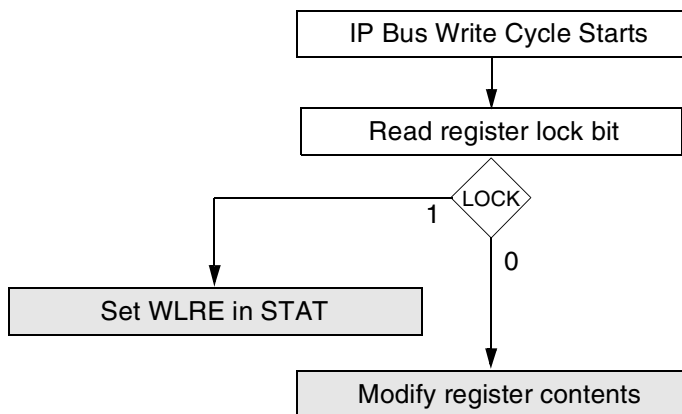 IP Bus Write Cycle Starts
Read register lock bit
LOCK
1
0
Set WLRE in STAT
Modify register contents